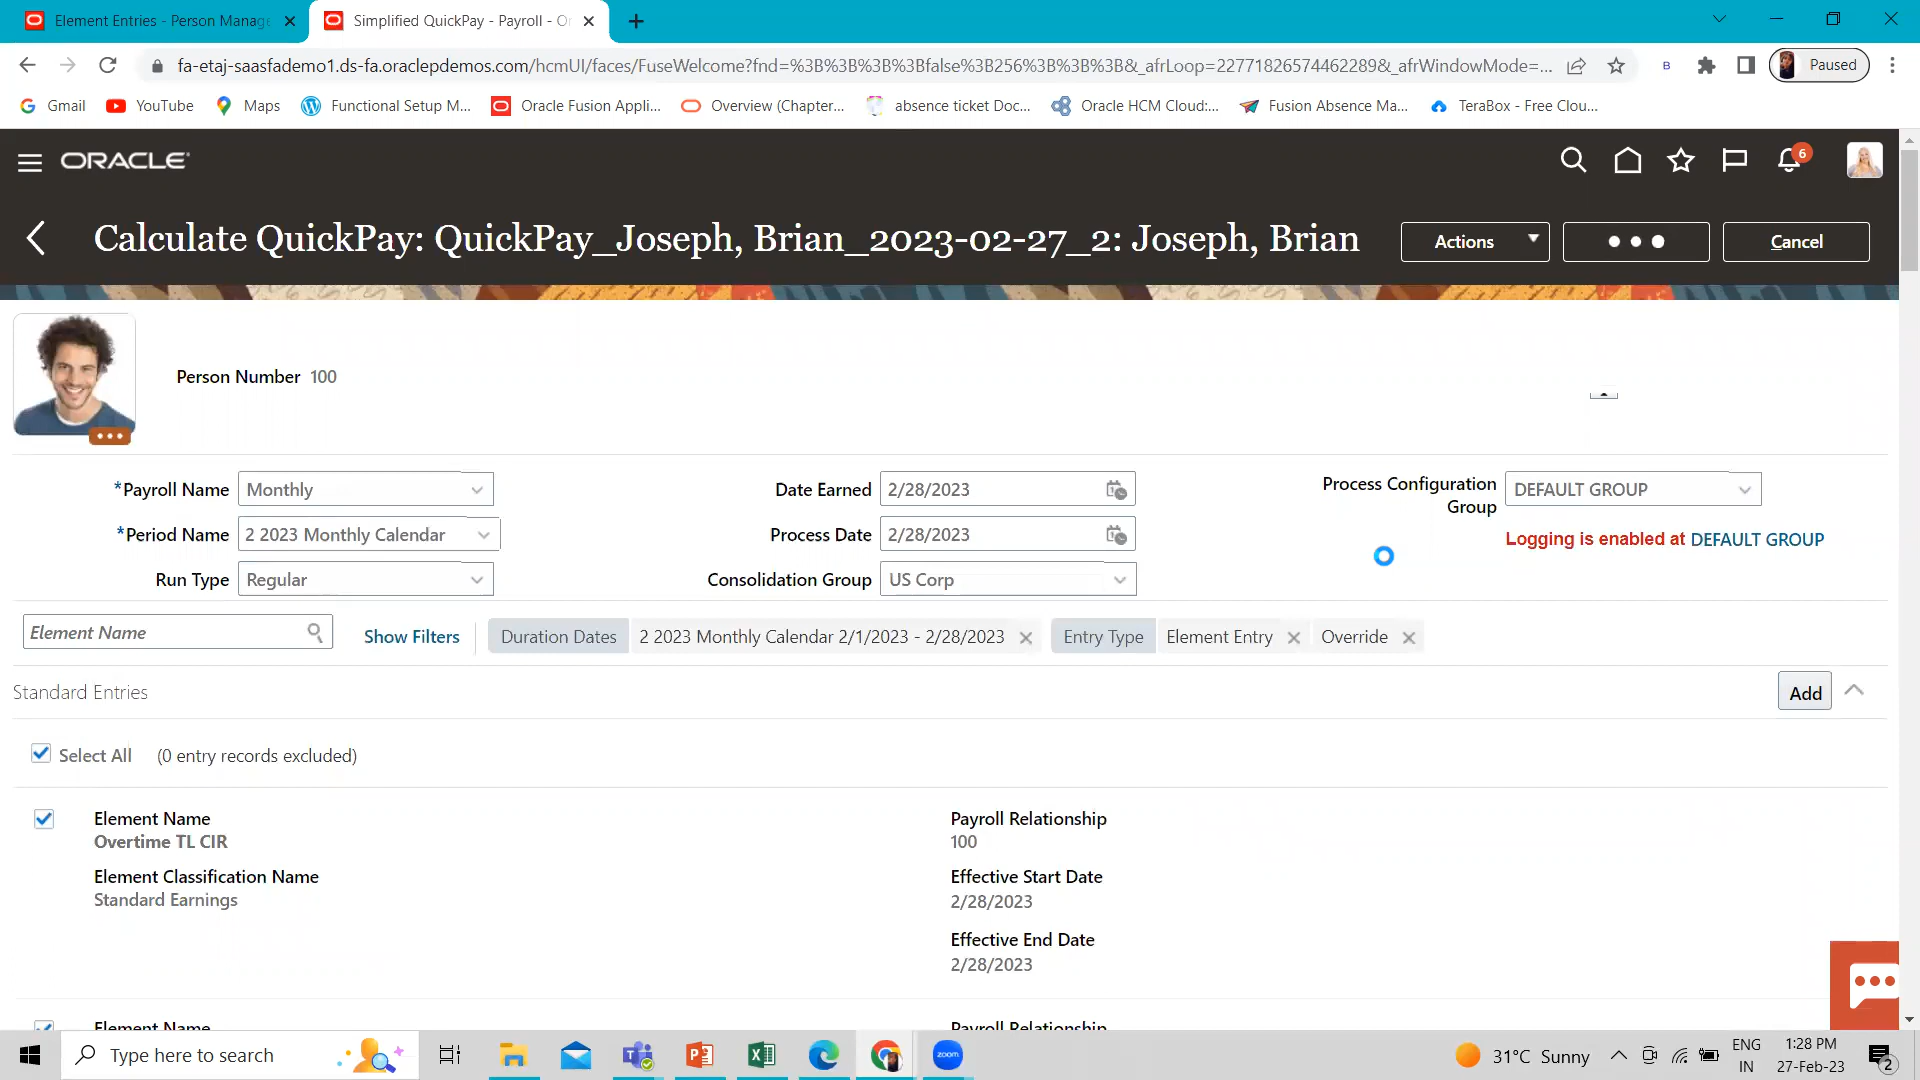 Element Entries - Person Manage
Simplified QuickPay - Payroll - Or
fa-etaj-saasfademo1.ds-fa.oraclepdemos.com/hcmUI/faces/FuseWelcome?fnd=%3B%3B%3B%3Bfalse%3B256%3B%3B%3B&_afrLoop=22771826574462289&_afrWindowMode=...
Paused
Gmail
YouTube
Maps
Functional Setup M...
Oracle Fusion Appli...
Overview (Chapter...
absence ticket Doc...
Oracle HCM Cloud:...
Fusion Absence Ma...
TeraBox - Free Clou...
ORACLE
6
Calculate QuickPay: QuickPay_Joseph, Brian_2023-02-27_2: Joseph, Brian
Actions
Cancel
Person Number 100
*Payroll Name Monthly
*Period Name 2 2023 Monthly Calendar
Run Type Regular
Date Earned 2/28/2023
Process Date 2/28/2023
Consolidation Group US Corp
Process Configuration
Group
DEFAULT GROUP
Logging is enabled at DEFAULT GROUP
Element Name
Show Filters
Duration Dates 2 2023 Monthly Calendar 2/1/2023 - 2/28/2023
Entry Type Element Entry Override
Standard Entries
Add
Select All (0 entry records excluded)
Element Name
Overtime TL CIR
Element Classification Name
Standard Earnings
Payroll Relationship
100
Effective Start Date
2/28/2023
Effective End Date
2/28/2023
Element Name
Payroll Relationship
Type here to search
zoom
31°C Sunny
ENG
IN
1:28 PM
27-Feb-23
2